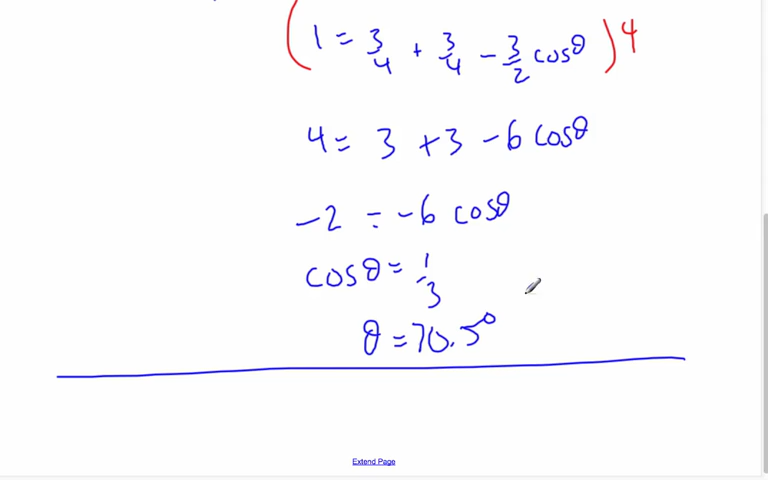 (1 = 3/4 + 3/4 - 3/2 cosθ)4
4 = 3 + 3 - 6 cosθ
-2 = -6 cosθ
cosθ = 1/3
θ = 70.5°
Extend Page